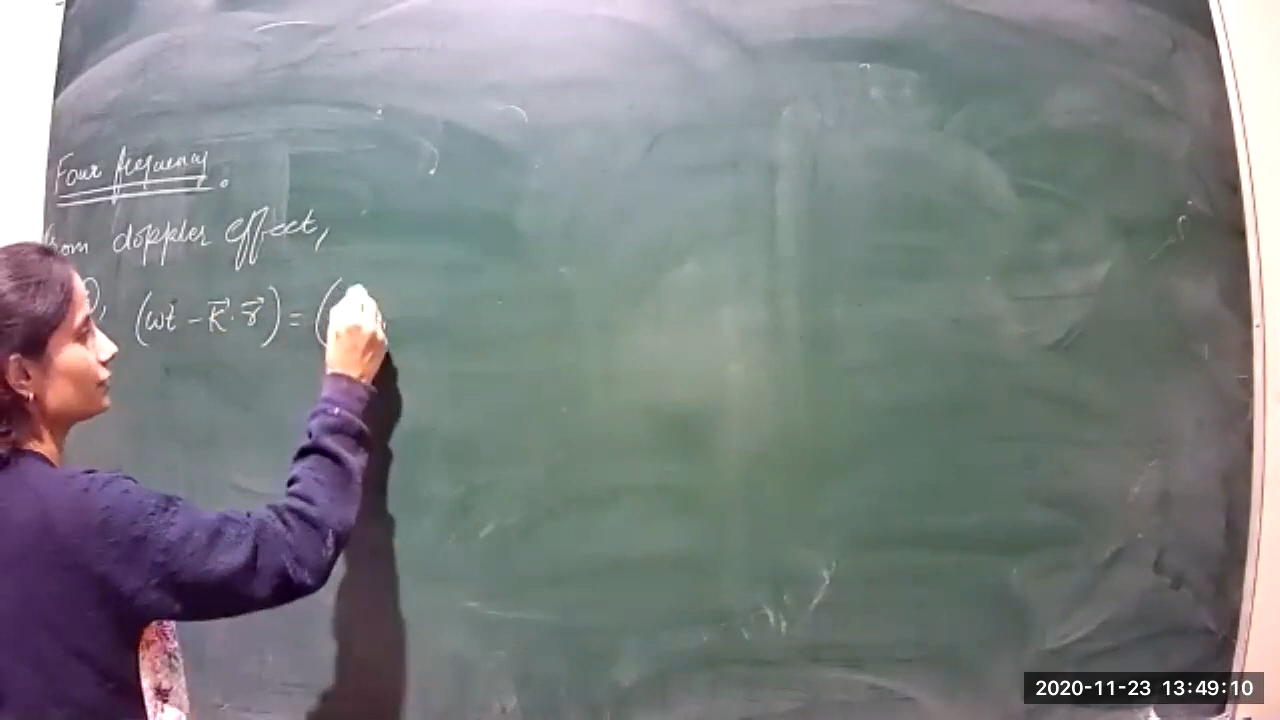 Four frequency.
from doppler effect,
(ωt - K⃗·r⃗) = (
2020-11-23 13:49:10